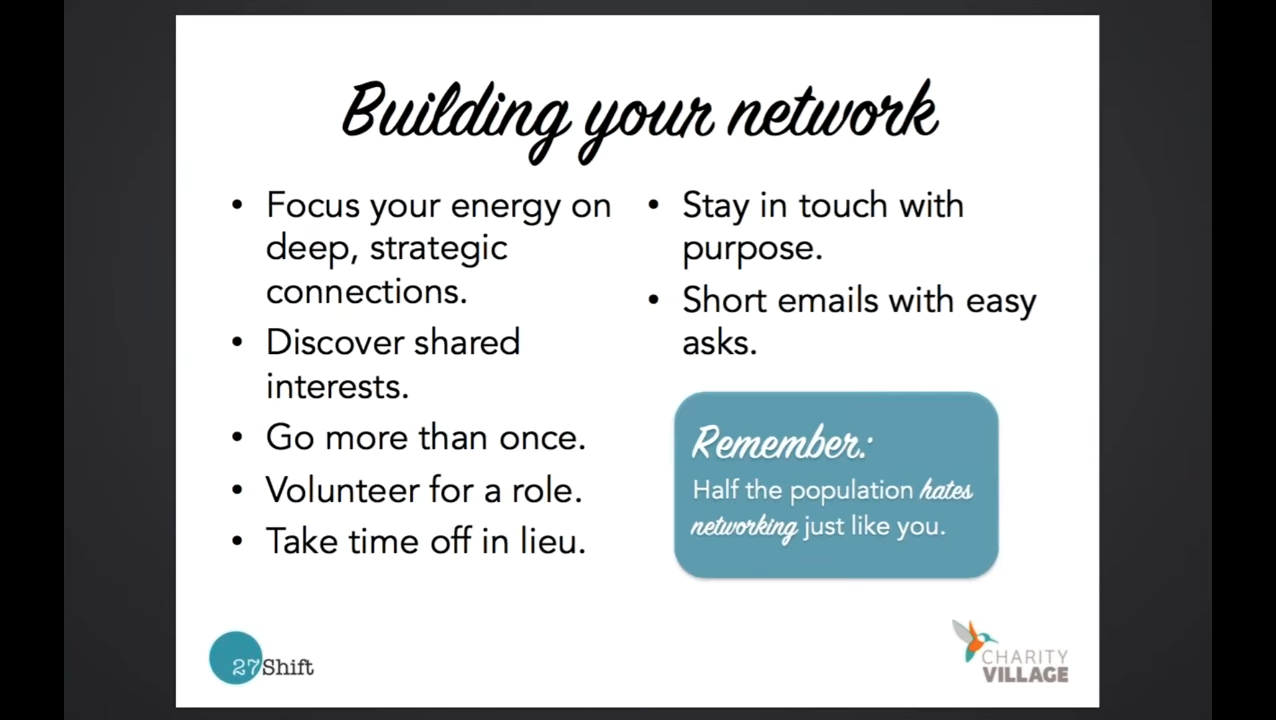 Building your network
• Focus your energy on
deep, strategic
connections.
• Discover shared
interests.
• Go more than once.
• Volunteer for a role.
• Take time off in lieu.
• Stay in touch with
purpose.
• Short emails with easy
asks.
Remember:
Half the population hates
networking just like you.
27Shift
CHARITY
VILLAGE